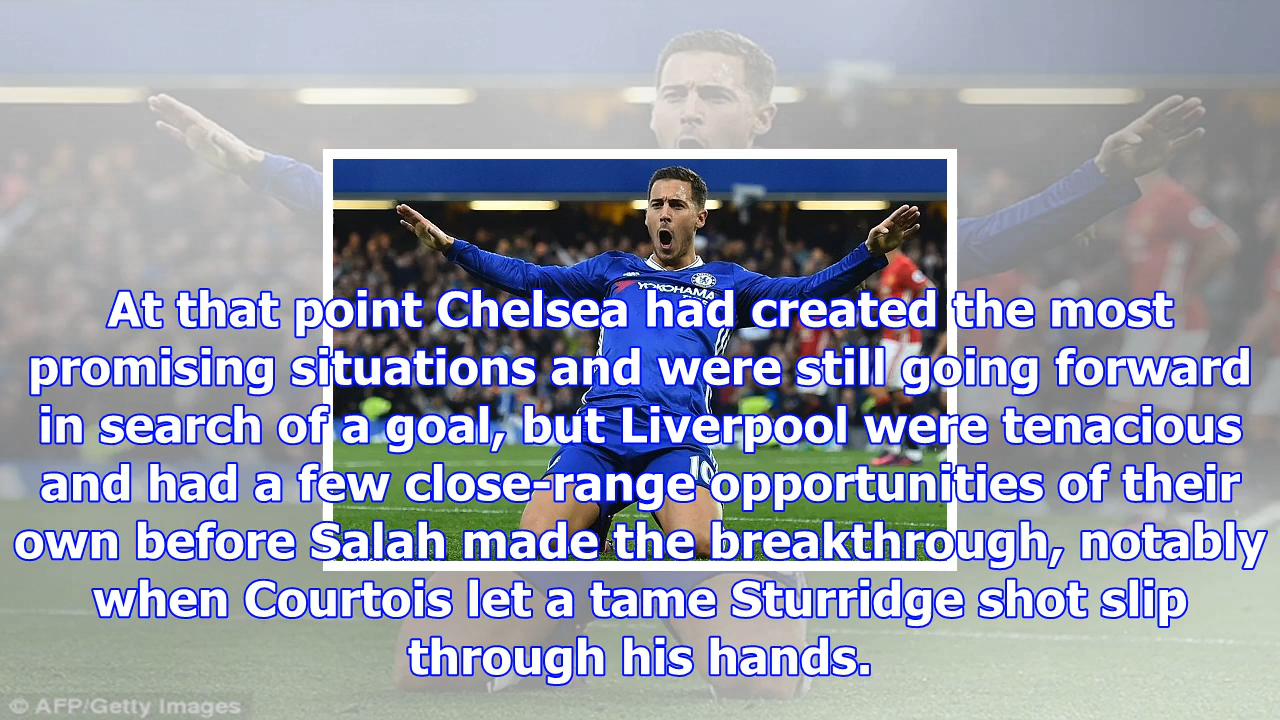 YOKOHAMA
At that point Chelsea had created the most
promising situations and were still going forward
in search of a goal, but Liverpool were tenacious
and had a few close-range opportunities of their
10
own before Salah made the breakthrough, notably
when Courtois let a tame Sturridge shot slip
through his hands.
© AFP/Getty Images